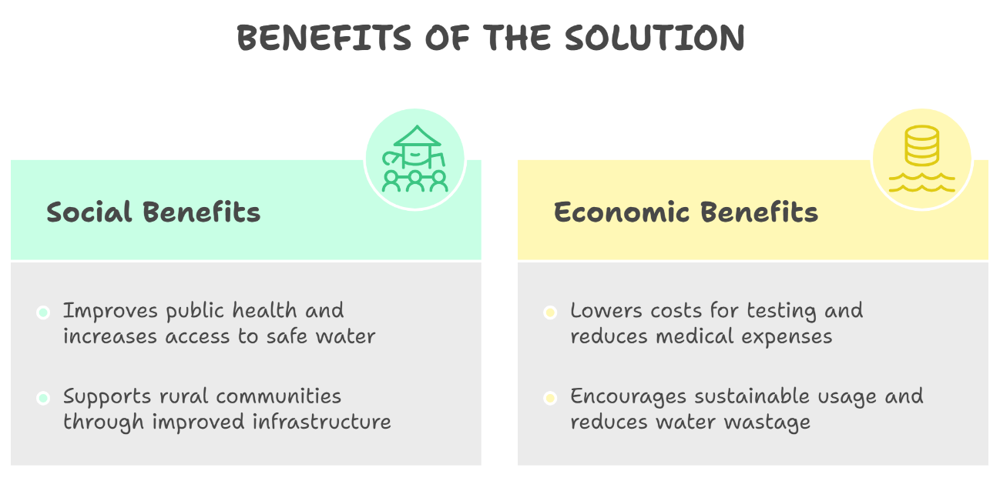 BENEFITS OF THE SOLUTION
Social Benefits
Improves public health and
increases access to safe water
Supports rural communities
through improved infrastructure
Economic Benefits
Lowers costs for testing and
reduces medical expenses
Encourages sustainable usage and
reduces water wastage